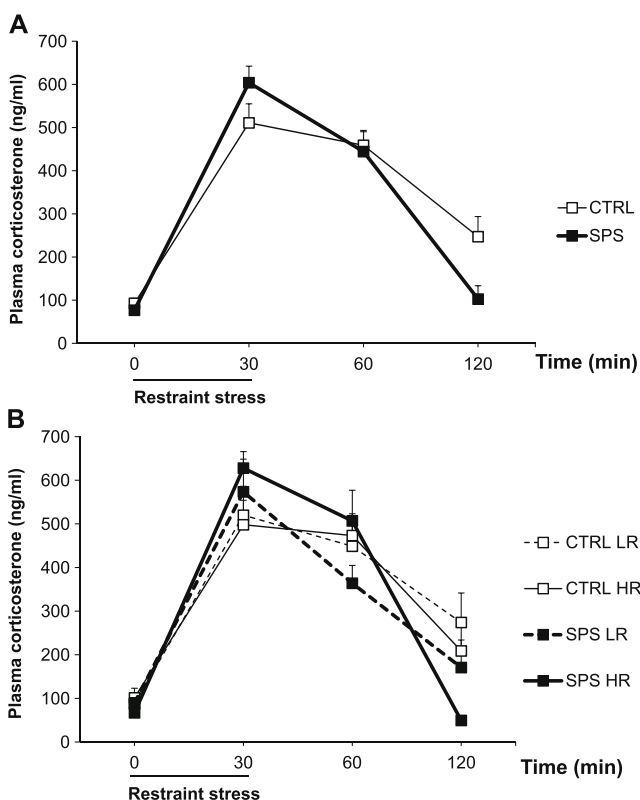 A
700
600
500
400
300
200
100
0
Plasma corticosterone (ng/ml)
CTRL
SPS
0 30 60 120 Time (min)
Restraint stress
B
700
600
500
400
300
200
100
0
Plasma corticosterone (ng/ml)
CTRL LR
CTRL HR
SPS LR
SPS HR
0 30 60 120 Time (min)
Restraint stress